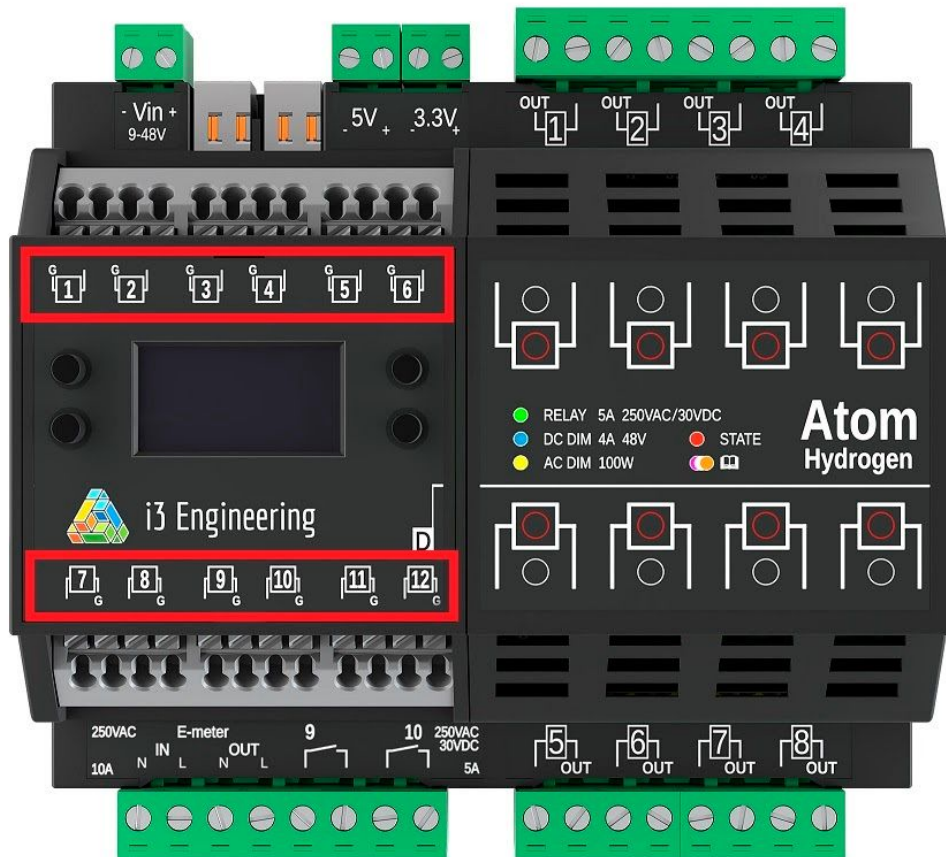 - Vin +
9-48V
- 5V +
- 3.3V +
OUT 1
OUT 2
OUT 3
OUT 4
G 1
G 2
G 3
G 4
G 5
G 6
RELAY 5A 250VAC/30VDC
DC DIM 4A 48V
STATE
AC DIM 100W
Atom
Hydrogen
i3 Engineering
D
7 G
8 G
9 G
10 G
11 G
12 G
250VAC
10A
E-meter
IN
OUT
N L N L
9
10
250VAC
30VDC
5A
5 OUT
6 OUT
7 OUT
8 OUT